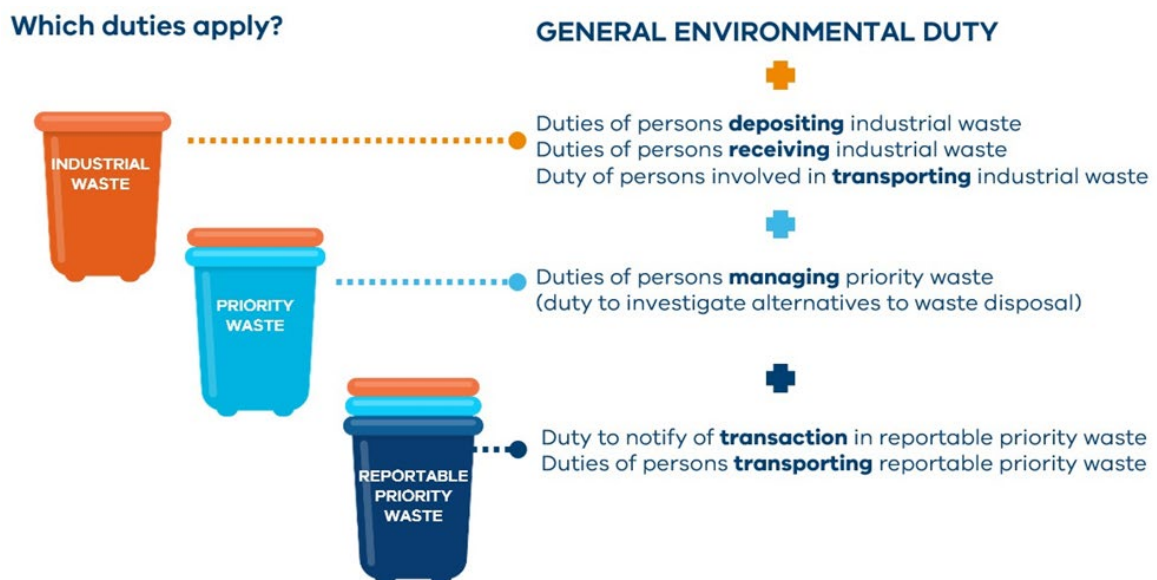 Which duties apply?
GENERAL ENVIRONMENTAL DUTY
INDUSTRIAL
WASTE
Duties of persons depositing industrial waste
Duties of persons receiving industrial waste
Duty of persons involved in transporting industrial waste
PRIORITY
WASTE
Duties of persons managing priority waste
(duty to investigate alternatives to waste disposal)
REPORTABLE
PRIORITY
WASTE
Duty to notify of transaction in reportable priority waste
Duties of persons transporting reportable priority waste